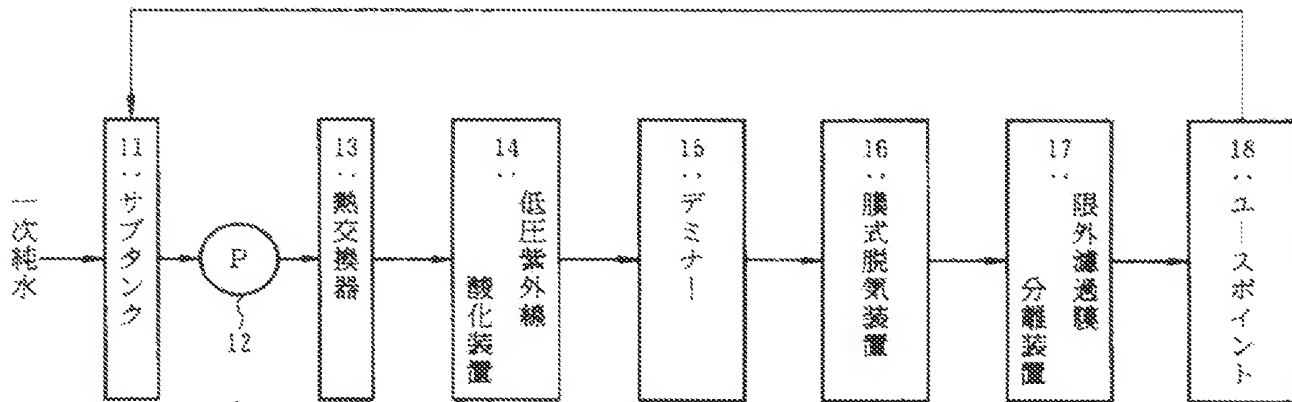 一次純水
11：サブタンク
P
12
13：熱交換器
14：低圧紫外線
酸化装置
15：デミナー
16：膜式脱気装置
17：限外濾過膜
分離装置
18：ユースポイント